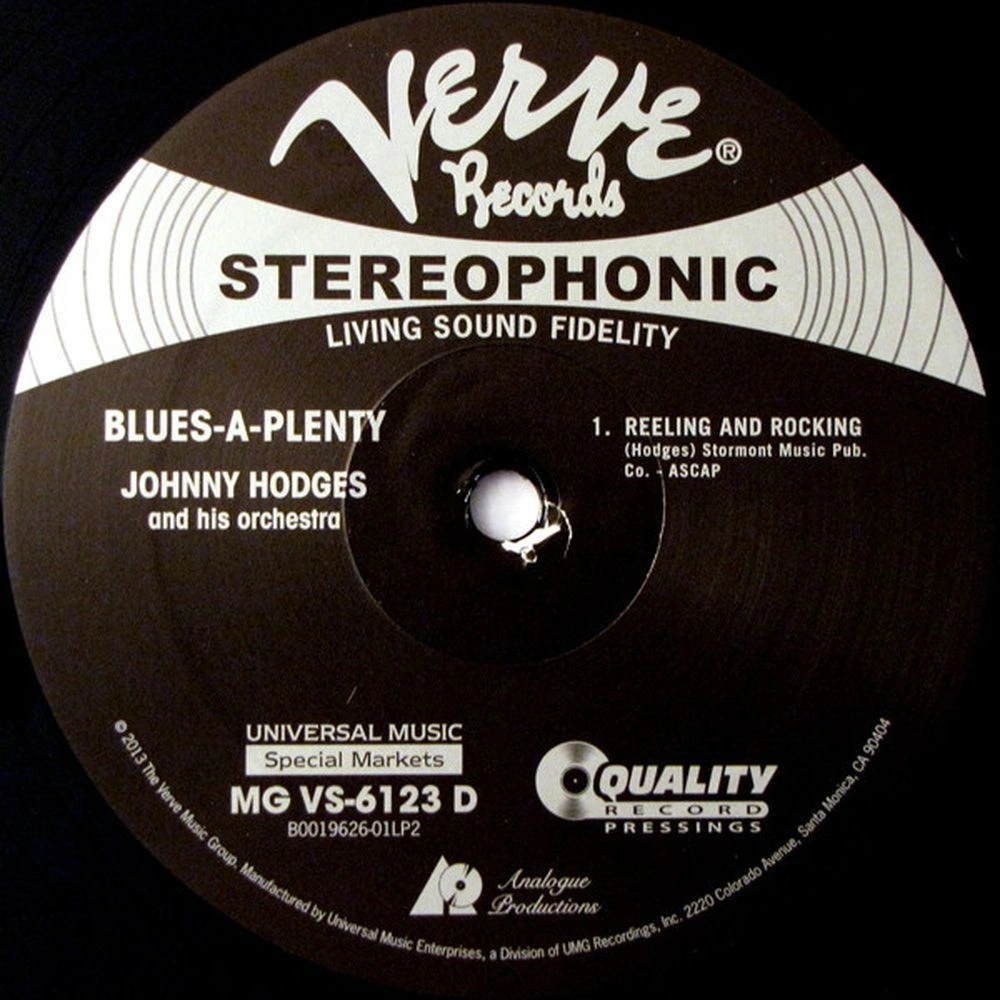 Verve ®
Records
STEREOPHONIC
LIVING SOUND FIDELITY
BLUES-A-PLENTY
JOHNNY HODGES
and his orchestra
1. REELING AND ROCKING
(Hodges) Stormont Music Pub.
Co. - ASCAP
UNIVERSAL MUSIC
Special Markets
MG VS-6123 D
B0019626-01LP2
QUALITY
RECORD
PRESSINGS
AP
Analogue
Productions
℗ 2013 The Verve Music Group. Manufactured by Universal Music Enterprises, a Division of UMG Recordings, Inc. 2220 Colorado Avenue, Santa Monica, CA 90404